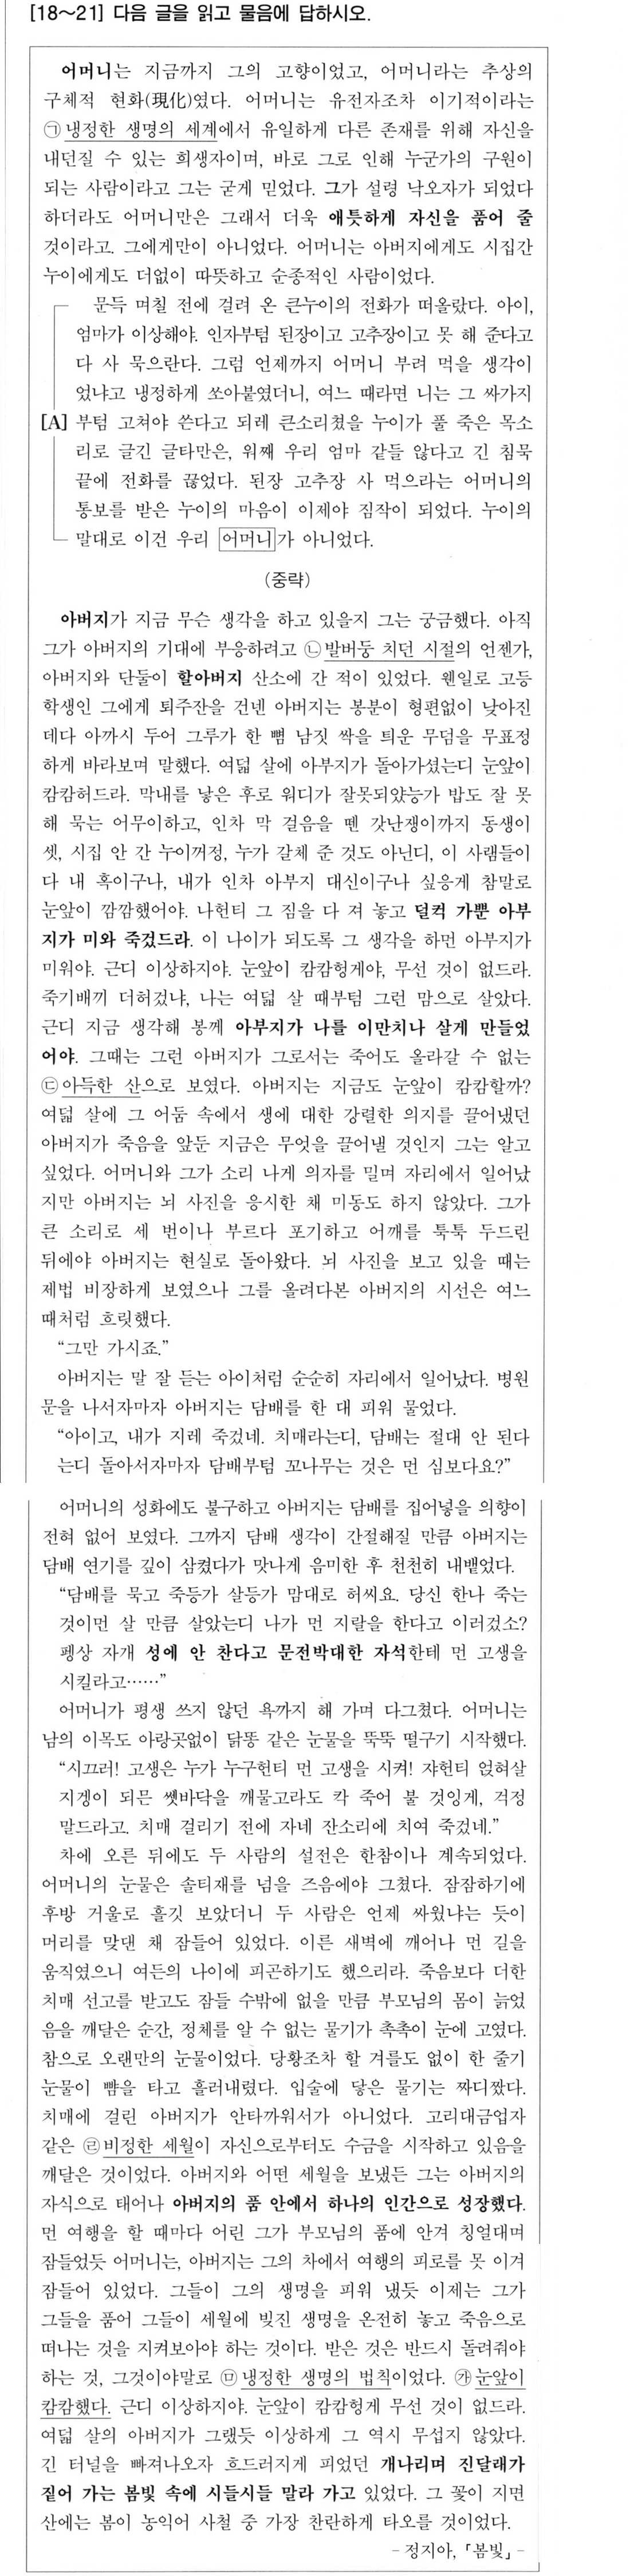 [18～21] 다음 글을 읽고 물음에 답하시오.
어머니는 지금까지 그의 고향이었고, 어머니라는 추상의
구체적 현화(現化)였다. 어머니는 유전자조차 이기적이라는
㉠냉정한 생명의 세계에서 유일하게 다른 존재를 위해 자신을
내던질 수 있는 희생자이며, 바로 그로 인해 누군가의 구원이
되는 사람이라고 그는 굳게 믿었다. 그가 설령 낙오자가 되었다
하더라도 어머니만은 그래서 더욱 애틋하게 자신을 품어 줄
것이라고. 그에게만이 아니었다. 어머니는 아버지에게도 시집간
누이에게도 더없이 따뜻하고 순종적인 사람이었다.
문득 며칠 전에 걸려 온 큰누이의 전화가 떠올랐다. 아이,
엄마가 이상해야. 인자부텀 된장이고 고추장이고 못 해 준다고
다 사 묵으란다. 그럼 언제까지 어머니 부려 먹을 생각이
었냐고 냉정하게 쏘아붙였더니, 여느 때라면 니는 그 싸가지
[A] 부텀 고쳐야 쓴다고 되레 큰소리쳤을 누이가 풀 죽은 목소
리로 글긴 글타만은, 워째 우리 엄마 같들 않다고 긴 침묵
끝에 전화를 끊었다. 된장 고추장 사 먹으라는 어머니의
통보를 받은 누이의 마음이 이제야 짐작이 되었다. 누이의
말대로 이건 우리 어머니가 아니었다.
(중략)
아버지가 지금 무슨 생각을 하고 있을지 그는 궁금했다. 아직
그가 아버지의 기대에 부응하려고 ㉡발버둥 치던 시절의 언젠가,
아버지와 단둘이 할아버지 산소에 간 적이 있었다. 웬일로 고등
학생인 그에게 퇴주잔을 건넨 아버지는 봉분이 형편없이 낮아진
데다 아까시 두어 그루가 한 뼘 남짓 싹을 틔운 무덤을 무표정
하게 바라보며 말했다. 여덟 살에 아부지가 돌아가셨는디 눈앞이
캄캄허드라. 막내를 낳은 후로 워디가 잘못되았능가 밥도 잘 못
해 묵는 어무이하고, 인차 막 걸음을 뗀 갓난쟁이까지 동생이
셋, 시집 안 간 누이꺼정, 누가 갈체 준 것도 아닌디, 이 사램들이
다 내 혹이구나, 내가 인차 아부지 대신이구나 싶응게 참말로
눈앞이 깜깜했어야. 나헌티 그 짐을 다 져 놓고 덜컥 가뿐 아부
지가 미와 죽겄드라. 이 나이가 되도록 그 생각을 하먼 아부지가
미워야. 근디 이상하지야. 눈앞이 캄캄헝게야, 무선 것이 없드라.
죽기배끼 더허겄냐, 나는 여덟 살 때부텀 그런 맘으로 살았다.
근디 지금 생각해 봉께 아부지가 나를 이만치나 살게 만들었
어야. 그때는 그런 아버지가 그로서는 죽어도 올라갈 수 없는
㉢아득한 산으로 보였다. 아버지는 지금도 눈앞이 캄캄할까?
여덟 살에 그 어둠 속에서 생에 대한 강렬한 의지를 끌어냈던
아버지가 죽음을 앞둔 지금은 무엇을 끌어낼 것인지 그는 알고
싶었다. 어머니와 그가 소리 나게 의자를 밀며 자리에서 일어났
지만 아버지는 뇌 사진을 응시한 채 미동도 하지 않았다. 그가
큰 소리로 세 번이나 부르다 포기하고 어깨를 툭툭 두드린
뒤에야 아버지는 현실로 돌아왔다. 뇌 사진을 보고 있을 때는
제법 비장하게 보였으나 그를 올려다본 아버지의 시선은 여느
때처럼 흐릿했다.
“그만 가시죠.”
아버지는 말 잘 듣는 아이처럼 순순히 자리에서 일어났다. 병원
문을 나서자마자 아버지는 담배를 한 대 피워 물었다.
“아이고, 내가 지레 죽겄네. 치매라는디, 담배는 절대 안 된다
는디 돌아서자마자 담배부텀 꼬나무는 것은 먼 심보다요?”
어머니의 성화에도 불구하고 아버지는 담배를 집어넣을 의향이
전혀 없어 보였다. 그까지 담배 생각이 간절해질 만큼 아버지는
담배 연기를 깊이 삼켰다가 맛나게 음미한 후 천천히 내뱉었다.
“담배를 묵고 죽등가 살등가 맘대로 허씨요. 당신 한나 죽는
것이먼 살 만큼 살았는디 나가 먼 지랄을 한다고 이러겄소?
펭상 자개 성에 안 찬다고 문전박대한 자석한테 먼 고생을
시킬라고……”
어머니가 평생 쓰지 않던 욕까지 해 가며 다그쳤다. 어머니는
남의 이목도 아랑곳없이 닭똥 같은 눈물을 뚝뚝 떨구기 시작했다.
“시끄러! 고생은 누가 누구헌티 먼 고생을 시켜! 쟈헌티 얹혀살
지겡이 되믄 쎗바닥을 깨물고라도 칵 죽어 불 것잉게, 걱정
말드라고. 치매 걸리기 전에 자네 잔소리에 치여 죽겄네.”
차에 오른 뒤에도 두 사람의 설전은 한참이나 계속되었다.
어머니의 눈물은 솔티재를 넘을 즈음에야 그쳤다. 잠잠하기에
후방 거울로 흘깃 보았더니 두 사람은 언제 싸웠냐는 듯이
머리를 맞댄 채 잠들어 있었다. 이른 새벽에 깨어나 먼 길을
움직였으니 여든의 나이에 피곤하기도 했으리라. 죽음보다 더한
치매 선고를 받고도 잠들 수밖에 없을 만큼 부모님의 몸이 늙었
음을 깨달은 순간, 정체를 알 수 없는 물기가 촉촉이 눈에 고였다.
참으로 오랜만의 눈물이었다. 당황조차 할 겨를도 없이 한 줄기
눈물이 뺨을 타고 흘러내렸다. 입술에 닿은 물기는 짜디짰다.
치매에 걸린 아버지가 안타까워서가 아니었다. 고리대금업자
같은 ㉣비정한 세월이 자신으로부터도 수금을 시작하고 있음을
깨달은 것이었다. 아버지와 어떤 세월을 보냈든 그는 아버지의
자식으로 태어나 아버지의 품 안에서 하나의 인간으로 성장했다.
먼 여행을 할 때마다 어린 그가 부모님의 품에 안겨 칭얼대며
잠들었듯 어머니는, 아버지는 그의 차에서 여행의 피로를 못 이겨
잠들어 있었다. 그들이 그의 생명을 피워 냈듯 이제는 그가
그들을 품어 그들이 세월에 빚진 생명을 온전히 놓고 죽음으로
떠나는 것을 지켜보아야 하는 것이다. 받은 것은 반드시 돌려줘야
하는 것, 그것이야말로 ㉤냉정한 생명의 법칙이었다. ㉮눈앞이
캄캄했다. 근디 이상하지야. 눈앞이 캄캄헝게 무선 것이 없드라.
여덟 살의 아버지가 그랬듯 이상하게 그 역시 무섭지 않았다.
긴 터널을 빠져나오자 흐드러지게 피었던 개나리며 진달래가
짙어 가는 봄빛 속에 시들시들 말라 가고 있었다. 그 꽃이 지면
산에는 봄이 농익어 사철 중 가장 찬란하게 타오를 것이었다.
- 정지아, 「봄빛」 -